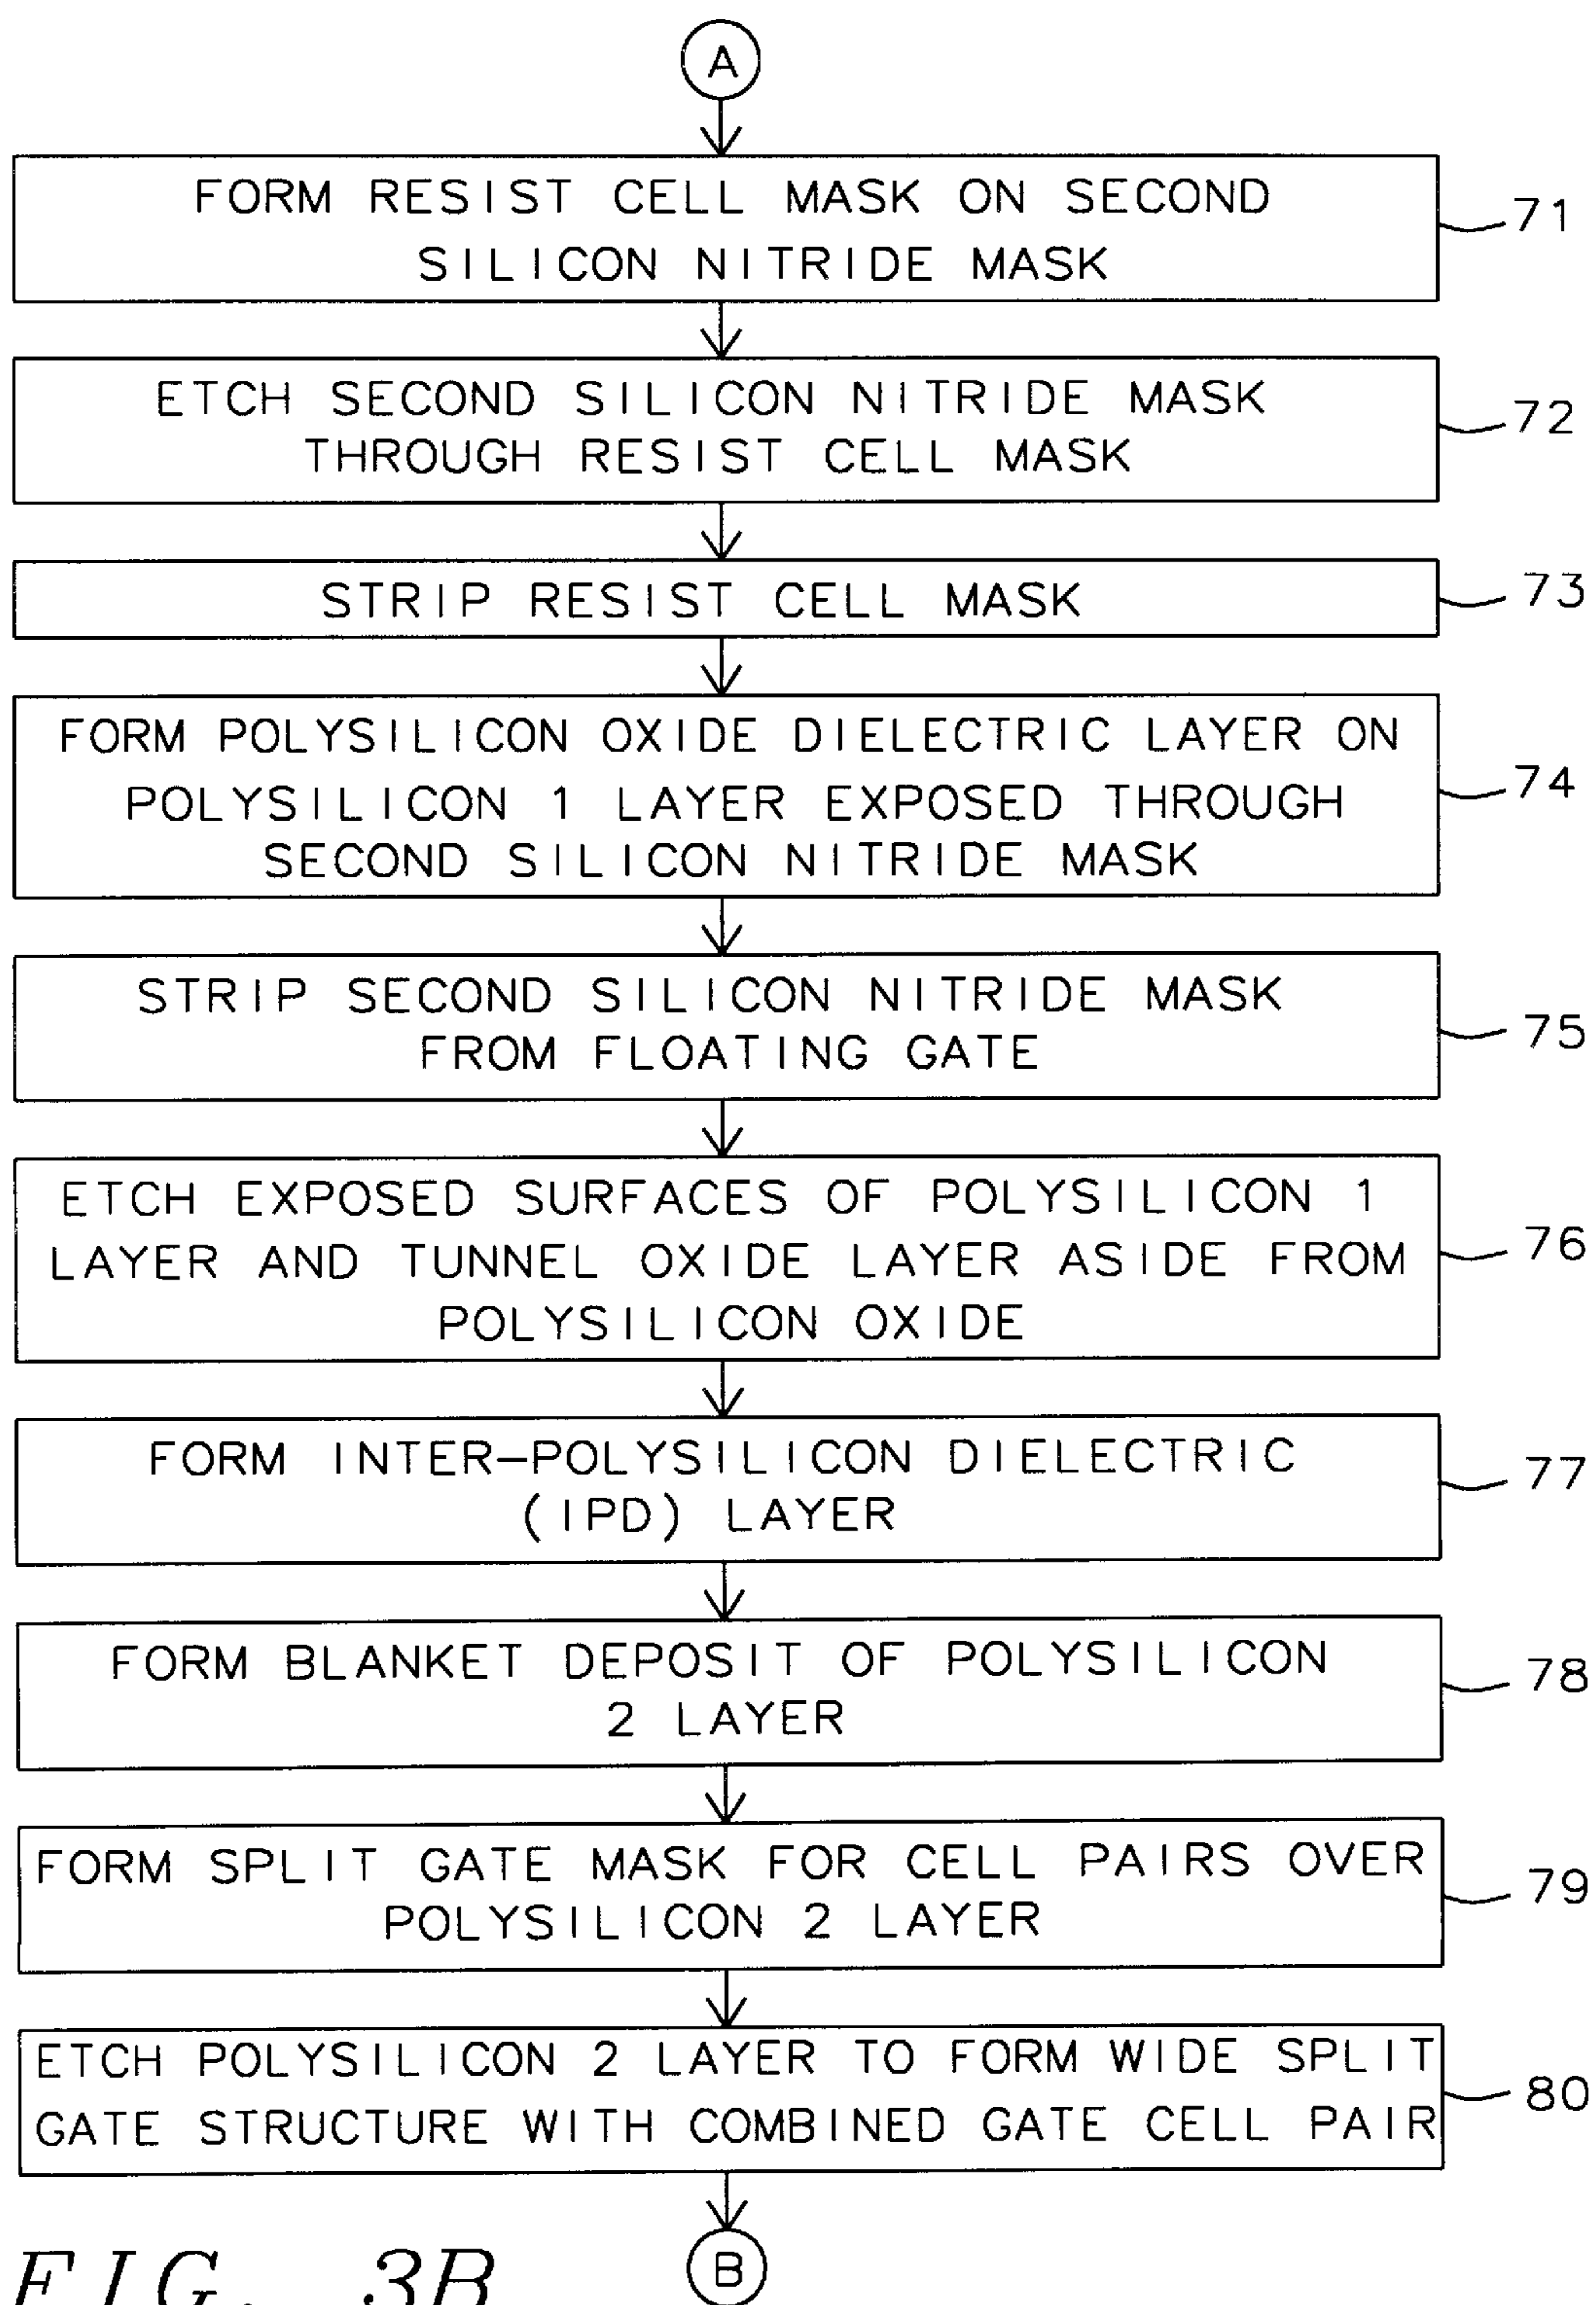 A
FORM RESIST CELL MASK ON SECOND
SILICON NITRIDE MASK
71
ETCH SECOND SILICON NITRIDE MASK
THROUGH RESIST CELL MASK
72
STRIP RESIST CELL MASK
73
FORM POLYSILICON OXIDE DIELECTRIC LAYER ON
POLYSILICON 1 LAYER EXPOSED THROUGH
SECOND SILICON NITRIDE MASK
74
STRIP SECOND SILICON NITRIDE MASK
FROM FLOATING GATE
75
ETCH EXPOSED SURFACES OF POLYSILICON 1
LAYER AND TUNNEL OXIDE LAYER ASIDE FROM
POLYSILICON OXIDE
76
FORM INTER-POLYSILICON DIELECTRIC
(IPD) LAYER
77
FORM BLANKET DEPOSIT OF POLYSILICON
2 LAYER
78
FORM SPLIT GATE MASK FOR CELL PAIRS OVER
POLYSILICON 2 LAYER
79
ETCH POLYSILICON 2 LAYER TO FORM WIDE SPLIT
GATE STRUCTURE WITH COMBINED GATE CELL PAIR
80
B
FIG. 3B